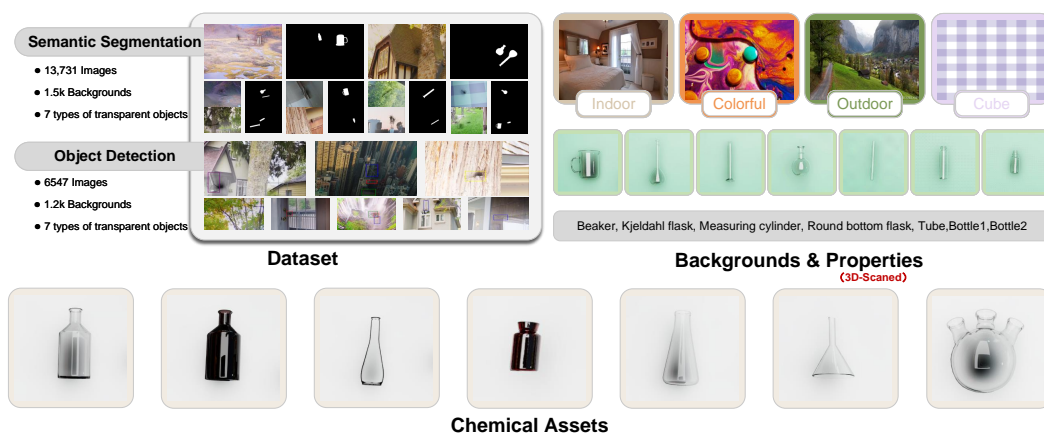 Semantic Segmentation
● 13,731 Images
● 1.5k Backgrounds
● 7 types of transparent objects
Object Detection
● 6547 Images
● 1.2k Backgrounds
● 7 types of transparent objects
Dataset
Indoor
Colorful
Outdoor
Cube
Beaker, Kjeldahl flask, Measuring cylinder, Round bottom flask, Tube,Bottle1,Bottle2
Backgrounds & Properties
(3D-Scaned)
Chemical Assets